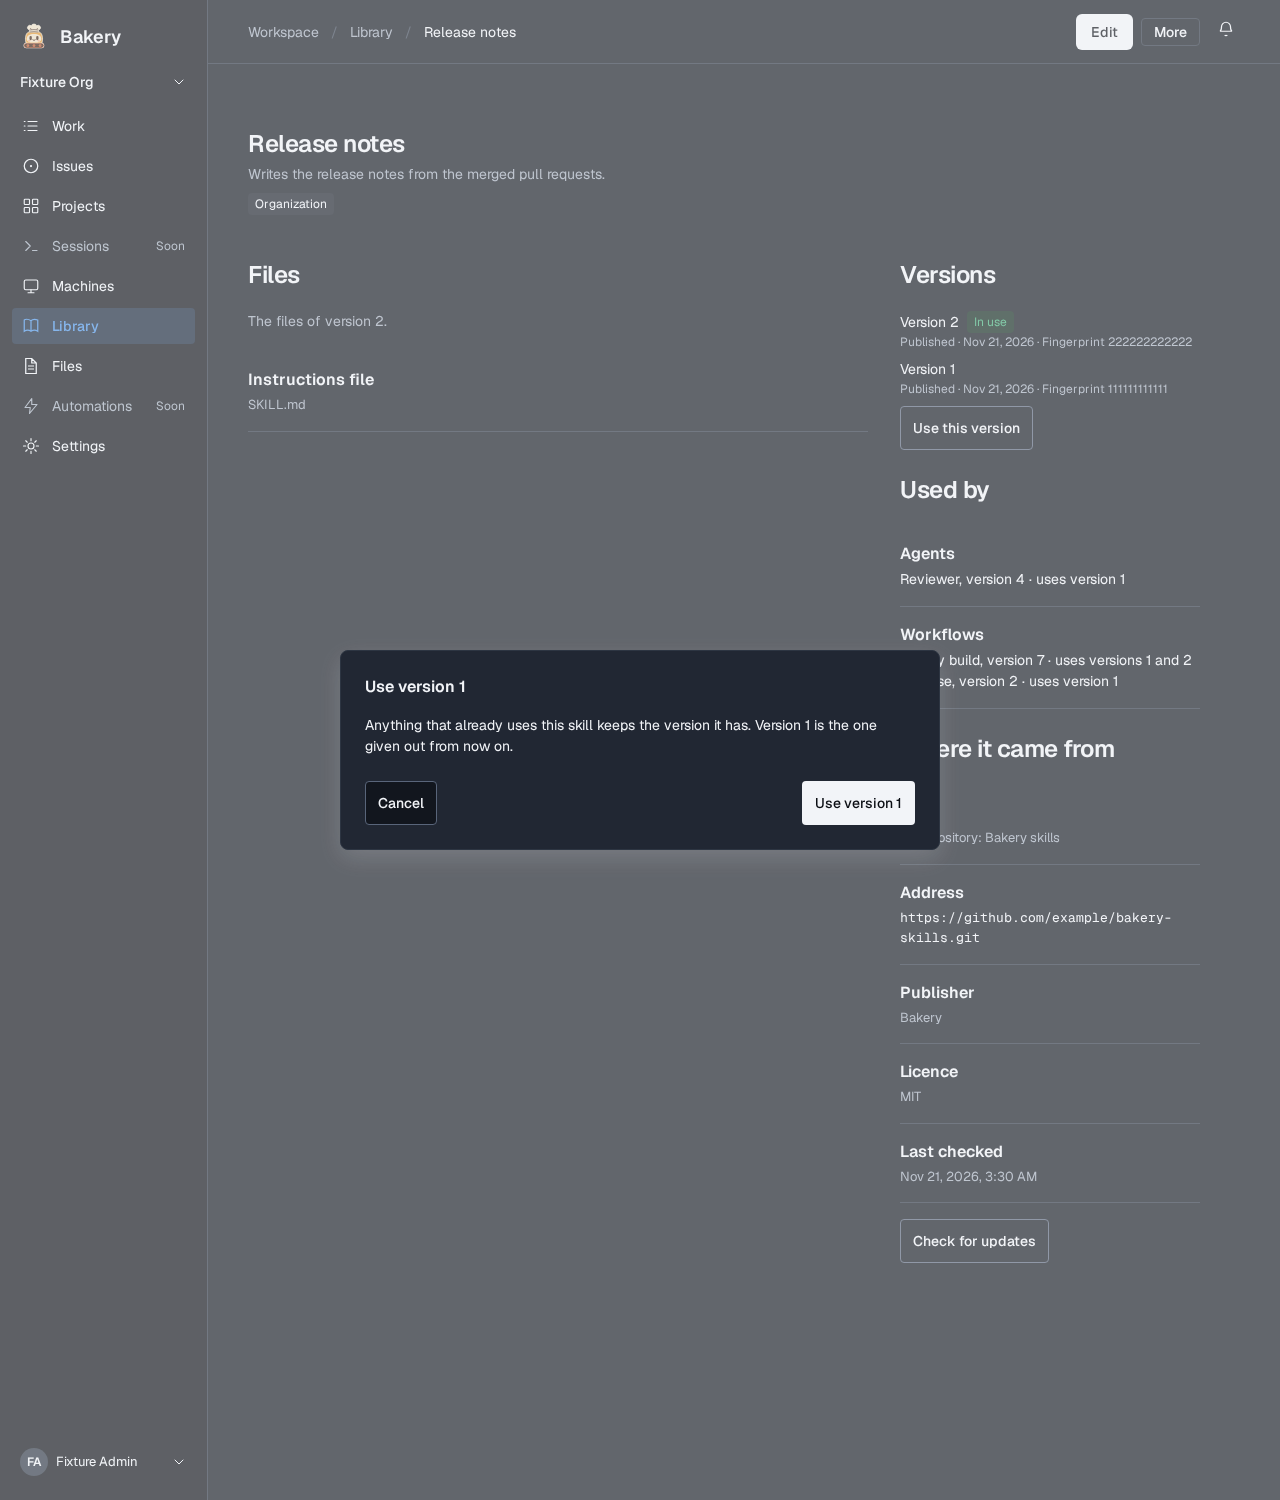 Bakery
Fixture Org
Work
Issues
Projects
Sessions Soon
Machines
Library
Files
Automations Soon
Settings
FA Fixture Admin
Workspace / Library / Release notes
Edit
More
Release notes
Writes the release notes from the merged pull requests.
Organization
Files
The files of version 2.
Instructions file
SKILL.md
Versions
Version 2 In use
Published · Nov 21, 2026 · Fingerprint 222222222222
Version 1
Published · Nov 21, 2026 · Fingerprint 111111111111
Use this version
Used by
Agents
Reviewer, version 4 · uses version 1
Workflows
build, version 7 · uses versions 1 and 2
version 2 · uses version 1
it came from
Bakery skills
Address
https://github.com/example/bakery-
skills.git
Publisher
Bakery
Licence
MIT
Last checked
Nov 21, 2026, 3:30 AM
Check for updates
Use version 1
Anything that already uses this skill keeps the version it has. Version 1 is the one
given out from now on.
Cancel
Use version 1